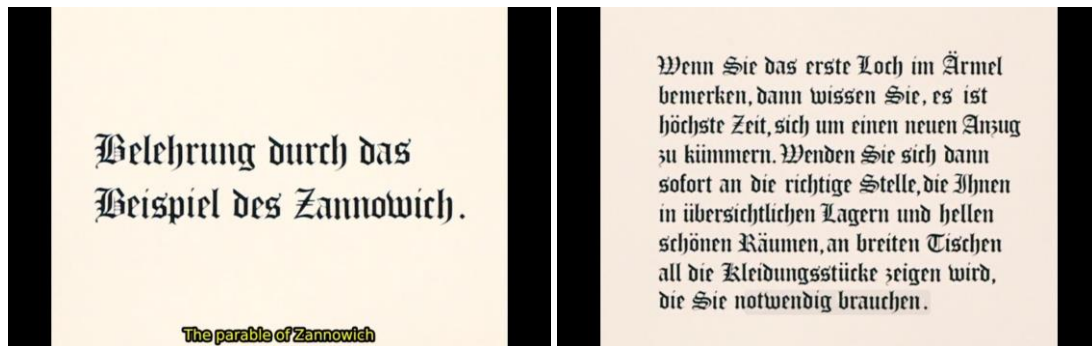 Belehrung durch das
Beispiel des Zannowich.
The parable of Zannowich
Wenn Sie das erste Loch im Ärmel
bemerken, dann wissen Sie, es ist
höchste Zeit, sich um einen neuen Anzug
zu kümmern. Wenden Sie sich dann
sofort an die richtige Stelle, die Ihnen
in übersichtlichen Lagern und hellen
schönen Räumen, an breiten Tischen
all die Kleidungsstücke zeigen wird,
die Sie notwendig brauchen.